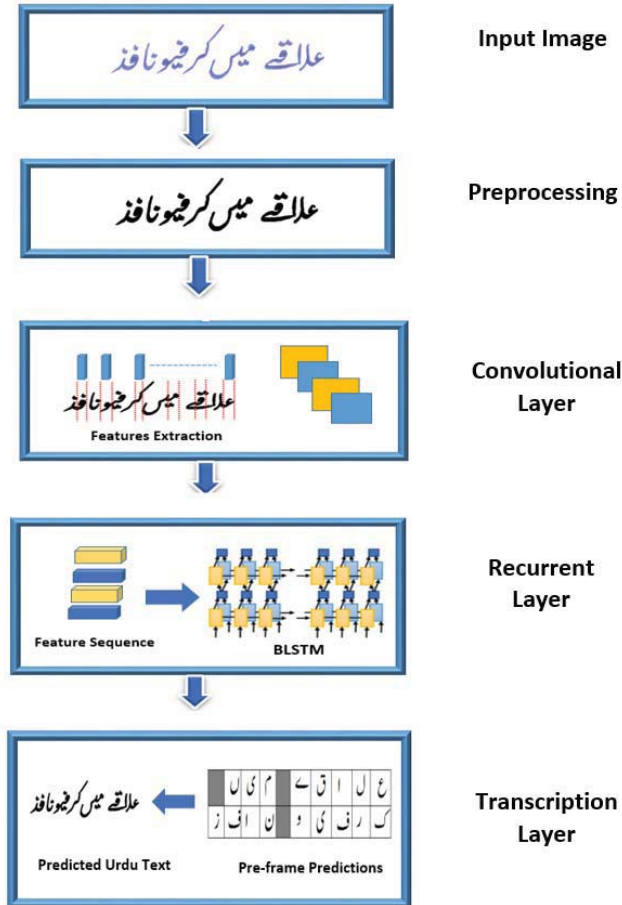 علاقے میں کرفیو نافذ
Input Image
علاقے میں کرفیو نافذ
Preprocessing
علاقے میں کرفیو نافذ
Features Extraction
Convolutional
Layer
Feature Sequence
BLSTM
Recurrent
Layer
علاقے میں کرفیو نافذ
Predicted Urdu Text
ع ل ا ق ے م ی ں
ک ر ف ی و ن ا ف ز
Pre-frame Predictions
Transcription
Layer